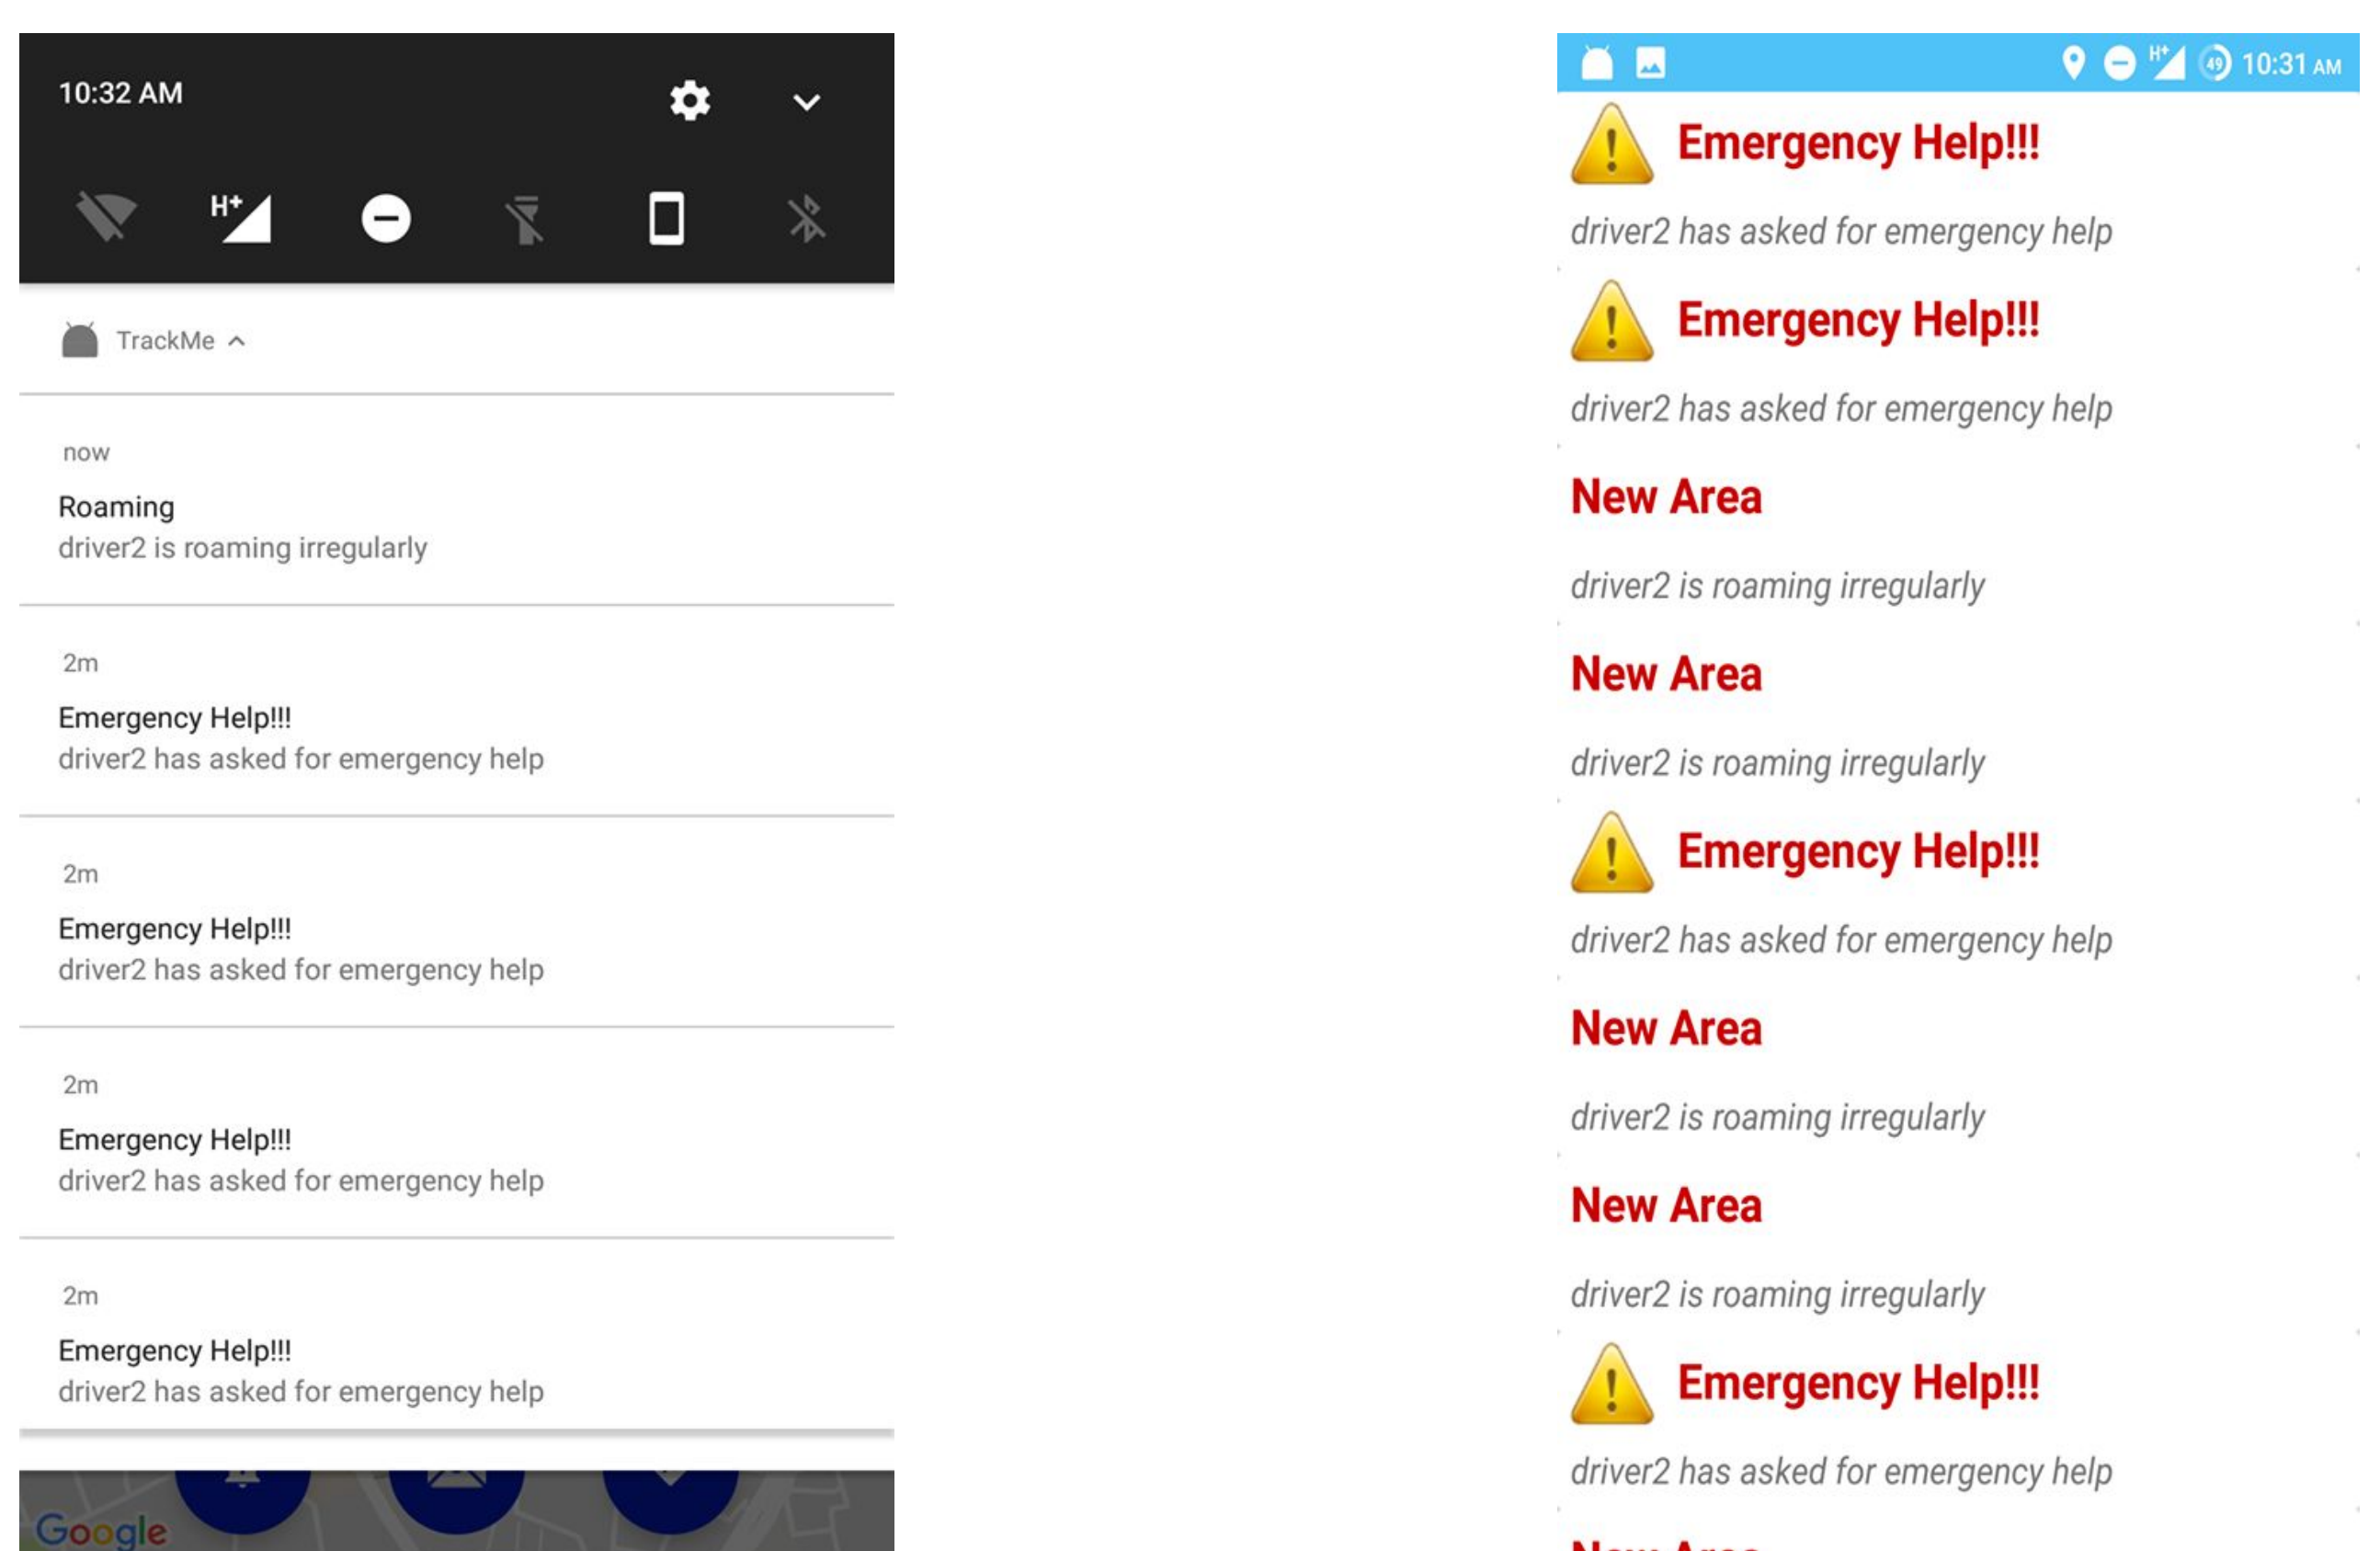 10:32 AM
H+
TrackMe
now
Roaming
driver2 is roaming irregularly
2m
Emergency Help!!!
driver2 has asked for emergency help
2m
Emergency Help!!!
driver2 has asked for emergency help
2m
Emergency Help!!!
driver2 has asked for emergency help
2m
Emergency Help!!!
driver2 has asked for emergency help
Google
H+ 49 10:31 AM
Emergency Help!!!
driver2 has asked for emergency help
Emergency Help!!!
driver2 has asked for emergency help
New Area
driver2 is roaming irregularly
New Area
driver2 is roaming irregularly
Emergency Help!!!
driver2 has asked for emergency help
New Area
driver2 is roaming irregularly
New Area
driver2 is roaming irregularly
Emergency Help!!!
driver2 has asked for emergency help
New Area